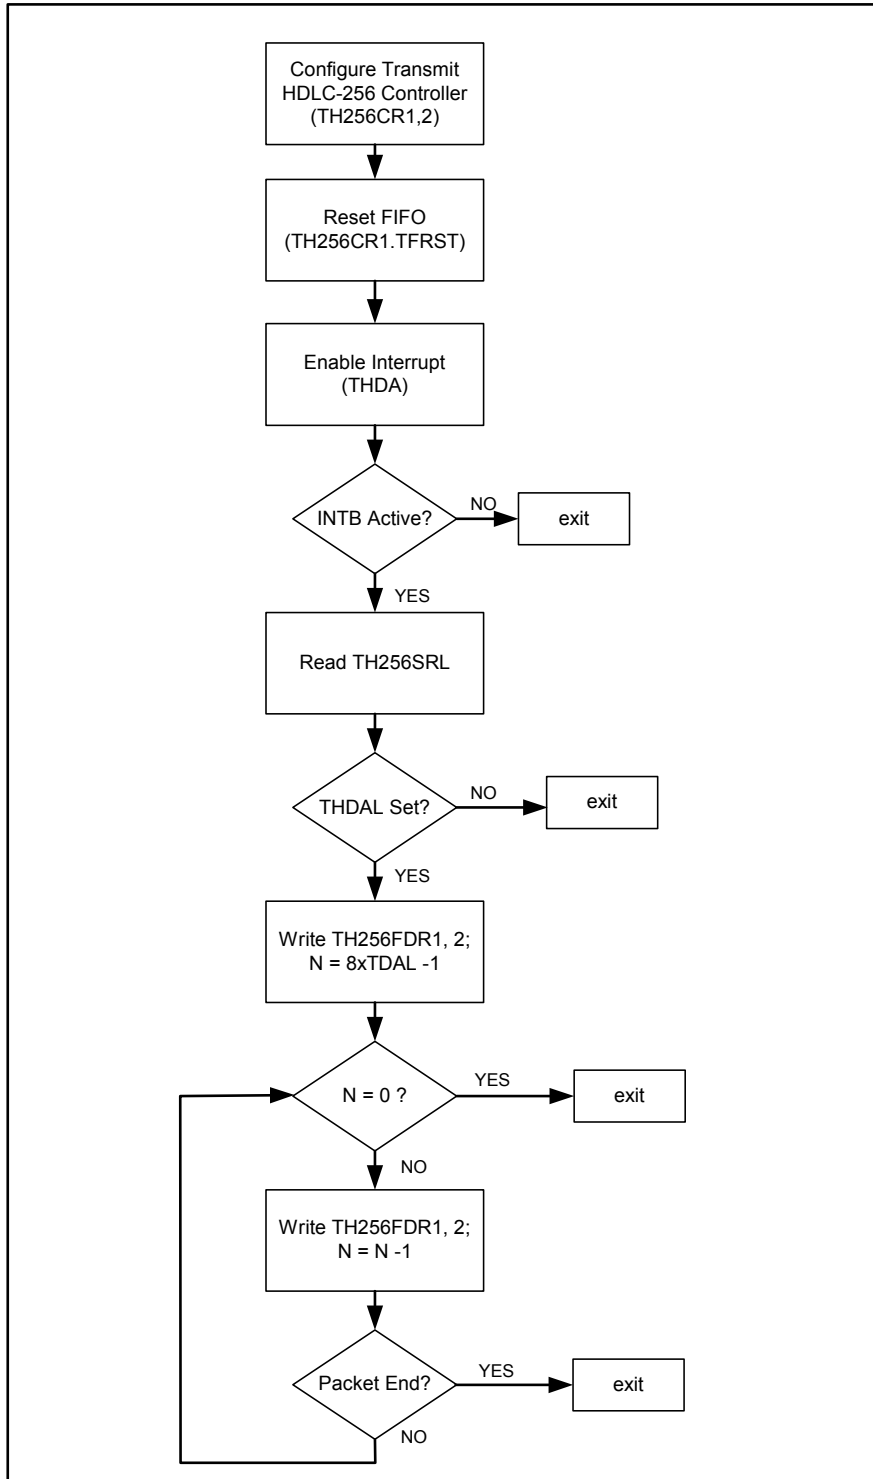 Configure Transmit
HDLC-256 Controller
(TH256CR1,2)
Reset FIFO
(TH256CR1.TFRST)
Enable Interrupt
(THDA)
INTB Active?
NO
exit
YES
Read TH256SRL
THDAL Set?
NO
exit
YES
Write TH256FDR1, 2;
N = 8xTDAL -1
N = 0 ?
YES
exit
NO
Write TH256FDR1, 2;
N = N -1
Packet End?
YES
exit
NO